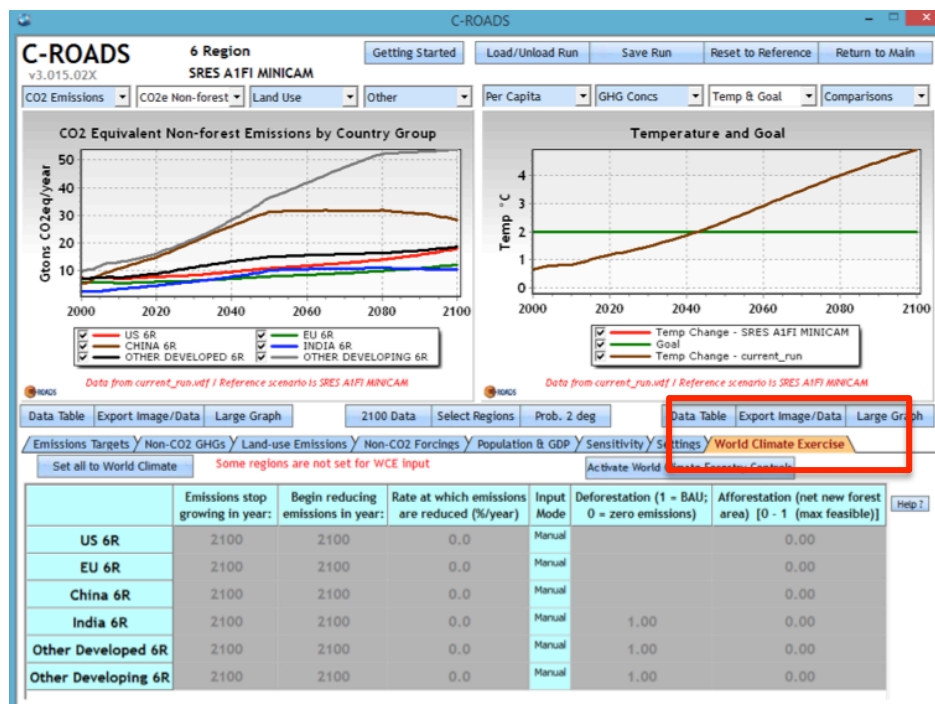 C-ROADS
C-ROADS
v3.015.02X
6 Region
SRES A1FI MINICAM
Getting Started
Load/Unload Run
Save Run
Reset to Reference
Return to Main
CO2 Emissions
CO2e Non-forest
Land Use
Other
Per Capita
GHG Concs
Temp & Goal
Comparisons
CO2 Equivalent Non-forest Emissions by Country Group
Gtons CO2eq/year
50
40
30
20
10
2000 2020 2040 2060 2080 2100
US 6R
EU 6R
CHINA 6R
INDIA 6R
OTHER DEVELOPED 6R
OTHER DEVELOPING 6R
Data from current_run.vdf / Reference scenario is SRES A1FI MINICAM
C-ROADS
Temperature and Goal
Temp °C
4
3
2
1
0
2000 2020 2040 2060 2080 2100
Temp Change - SRES A1FI MINICAM
Goal
Temp Change - current_run
Data from current_run.vdf / Reference scenario is SRES A1FI MINICAM
C-ROADS
Data Table
Export Image/Data
Large Graph
2100 Data
Select Regions
Prob. 2 deg
Data Table
Export Image/Data
Large Graph
Emissions Targets
Non-CO2 GHGs
Land-use Emissions
Non-CO2 Forcings
Population & GDP
Sensitivity
Settings
World Climate Exercise
Set all to World Climate
Some regions are not set for WCE input
Activate World Climate Forestry Controls
Emissions stop growing in year:
Begin reducing emissions in year:
Rate at which emissions are reduced (%/year)
Input Mode
Deforestation (1 = BAU; 0 = zero emissions)
Afforestation (net new forest area) [0 - 1 (max feasible)]
Help ?
US 6R 2100 2100 0.0 Manual 0.00
EU 6R 2100 2100 0.0 Manual 0.00
China 6R 2100 2100 0.0 Manual 0.00
India 6R 2100 2100 0.0 Manual 1.00 0.00
Other Developed 6R 2100 2100 0.0 Manual 1.00 0.00
Other Developing 6R 2100 2100 0.0 Manual 1.00 0.00